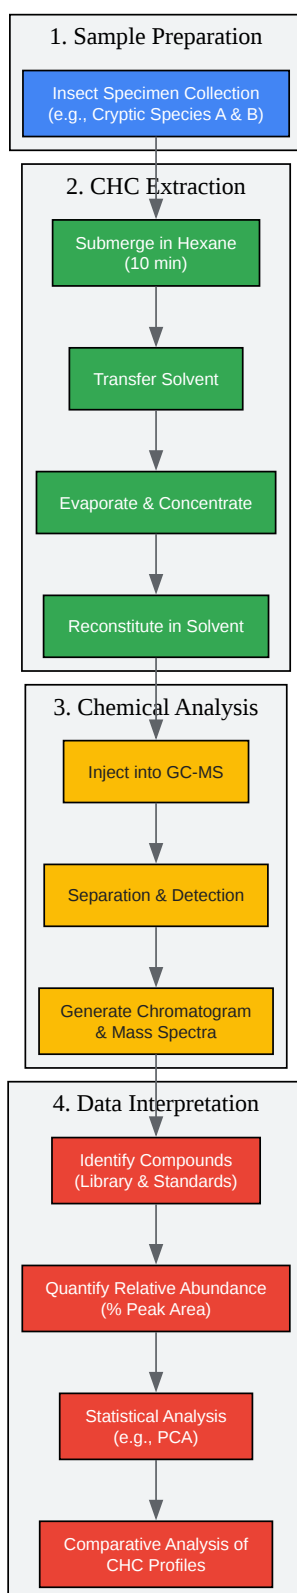 1. Sample Preparation
Insect Specimen Collection
(e.g., Cryptic Species A & B)
2. CHC Extraction
Submerge in Hexane
(10 min)
Transfer Solvent
Evaporate & Concentrate
Reconstitute in Solvent
3. Chemical Analysis
Inject into GC-MS
Separation & Detection
Generate Chromatogram
& Mass Spectra
4. Data Interpretation
Identify Compounds
(Library & Standards)
Quantify Relative Abundance
(% Peak Area)
Statistical Analysis
(e.g., PCA)
Comparative Analysis of
CHC Profiles